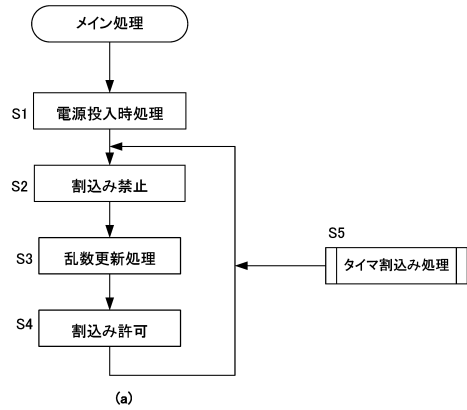 メイン処理
S1
電源投入時処理
S2
割込み禁止
S5
タイマ割込み処理
S3
乱数更新処理
S4
割込み許可
(a)